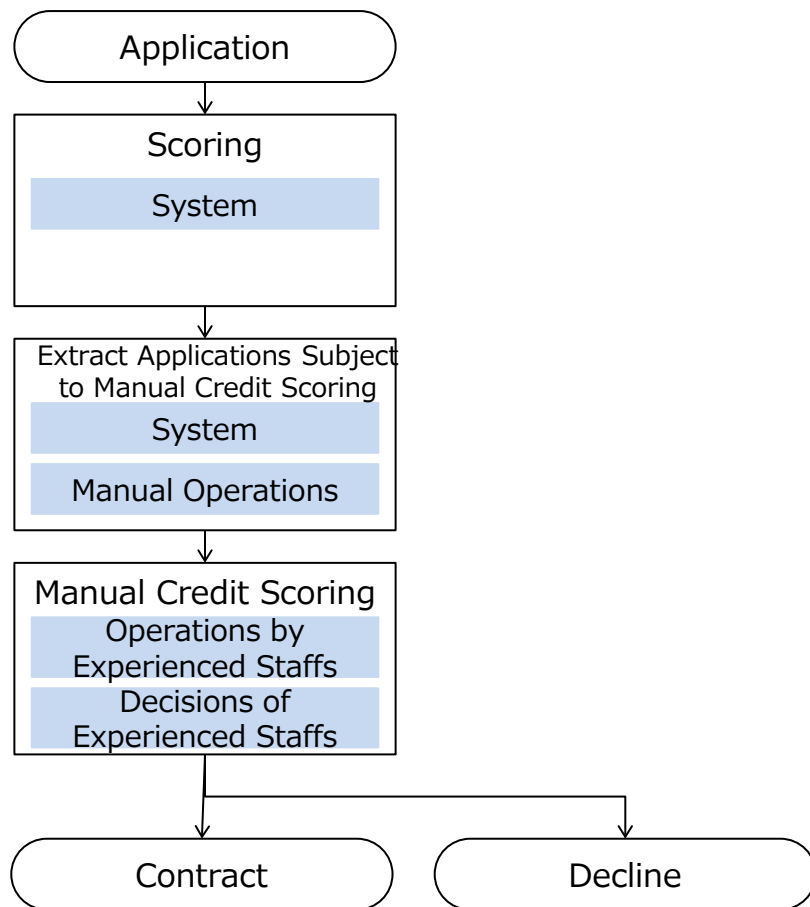 Application
Scoring
System
Extract Applications Subject
to Manual Credit Scoring
System
Manual Operations
Manual Credit Scoring
Operations by
Experienced Staffs
Decisions of
Experienced Staffs
Contract
Decline